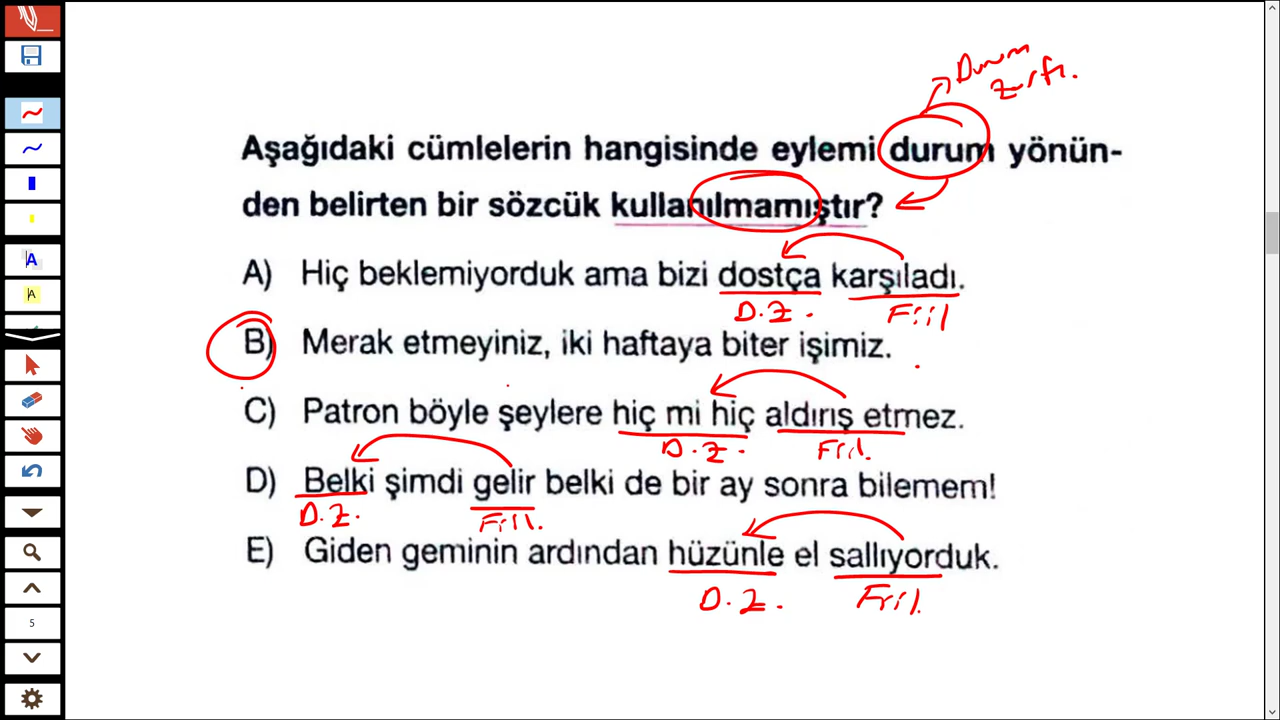 Durum
zarfı.
Aşağıdaki cümlelerin hangisinde eylemi durum yönün-
den belirten bir sözcük kullanılmamıştır?
A) Hiç beklemiyorduk ama bizi dostça karşıladı.
D.Z. Fiil
B) Merak etmeyiniz, iki haftaya biter işimiz.
C) Patron böyle şeylere hiç mi hiç aldırış etmez.
D.Z. Fiil.
D) Belki şimdi gelir belki de bir ay sonra bilemem!
D.Z. Fiil.
E) Giden geminin ardından hüzünle el sallıyorduk.
D.Z. Fiil.
A
A
5